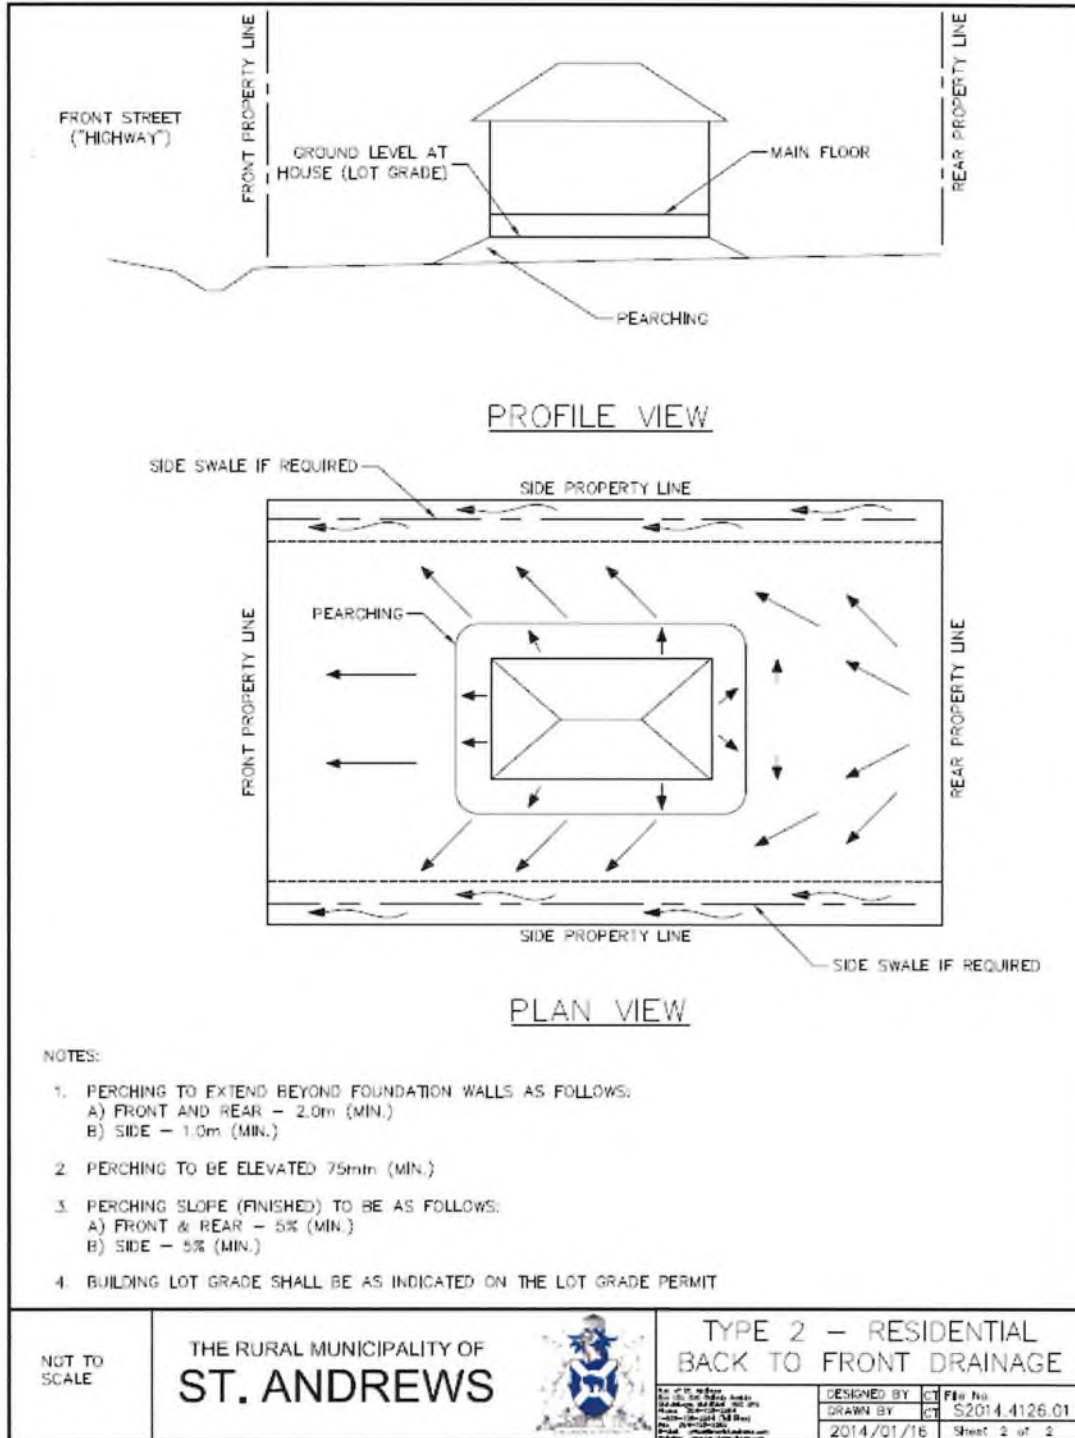 FRONT STREET
("HIGHWAY")
FRONT PROPERTY LINE
GROUND LEVEL AT
HOUSE (LOT GRADE)
MAIN FLOOR
REAR PROPERTY LINE
PEARCHING
PROFILE VIEW
SIDE SWALE IF REQUIRED
SIDE PROPERTY LINE
PEARCHING
FRONT PROPERTY LINE
REAR PROPERTY LINE
SIDE PROPERTY LINE
SIDE SWALE IF REQUIRED
PLAN VIEW
NOTES:
1. PERCHING TO EXTEND BEYOND FOUNDATION WALLS AS FOLLOWS:
A) FRONT AND REAR – 2.0m (MIN.)
B) SIDE – 1.0m (MIN.)
2. PERCHING TO BE ELEVATED 75mm (MIN.)
3. PERCHING SLOPE (FINISHED) TO BE AS FOLLOWS:
A) FRONT & REAR – 5% (MIN.)
B) SIDE – 5% (MIN.)
4. BUILDING LOT GRADE SHALL BE AS INDICATED ON THE LOT GRADE PERMIT
NOT TO
SCALE
THE RURAL MUNICIPALITY OF
ST. ANDREWS
TYPE 2 – RESIDENTIAL
BACK TO FRONT DRAINAGE
DESIGNED BY CT File No.
DRAWN BY CT S2014.4126.01
2014/01/16 Sheet 2 of 2